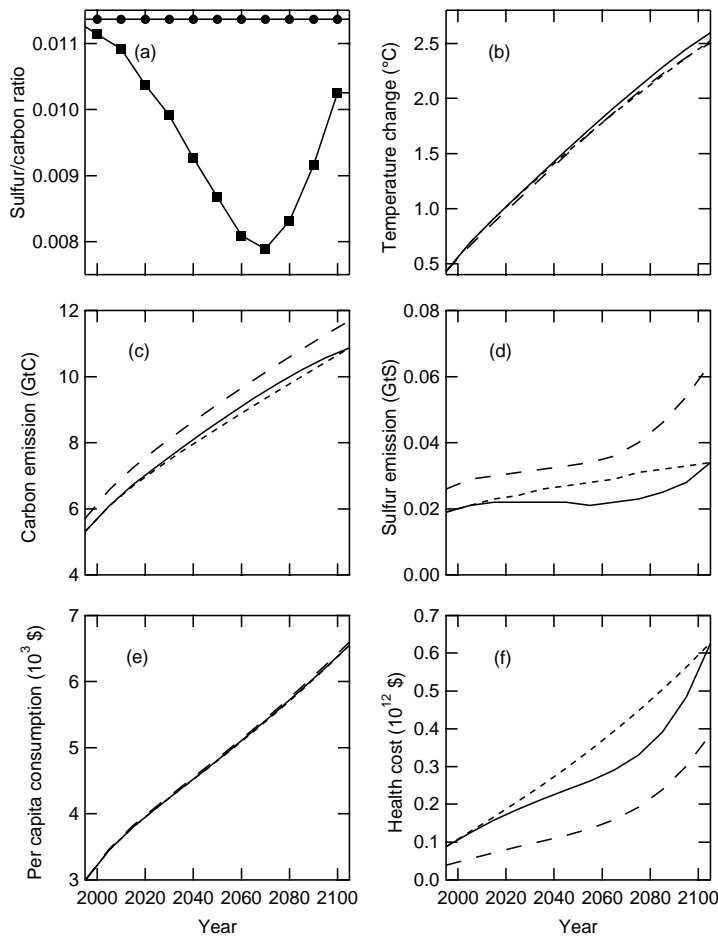 0.011
0.010
0.009
0.008
Sulfur/carbon ratio
(a)
2.5
2.0
1.5
1.0
0.5
Temperature change (°C)
(b)
12
10
8
6
4
Carbon emission (GtC)
(c)
0.08
0.06
0.04
0.02
0.00
Sulfur emission (GtS)
(d)
7
6
5
4
3
Per capita consumption (10³ $)
(e)
2000 2020 2040 2060 2080 2100
Year
0.7
0.6
0.5
0.4
0.3
0.2
0.1
0.0
Health cost (10¹² $)
(f)
2000 2020 2040 2060 2080 2100
Year